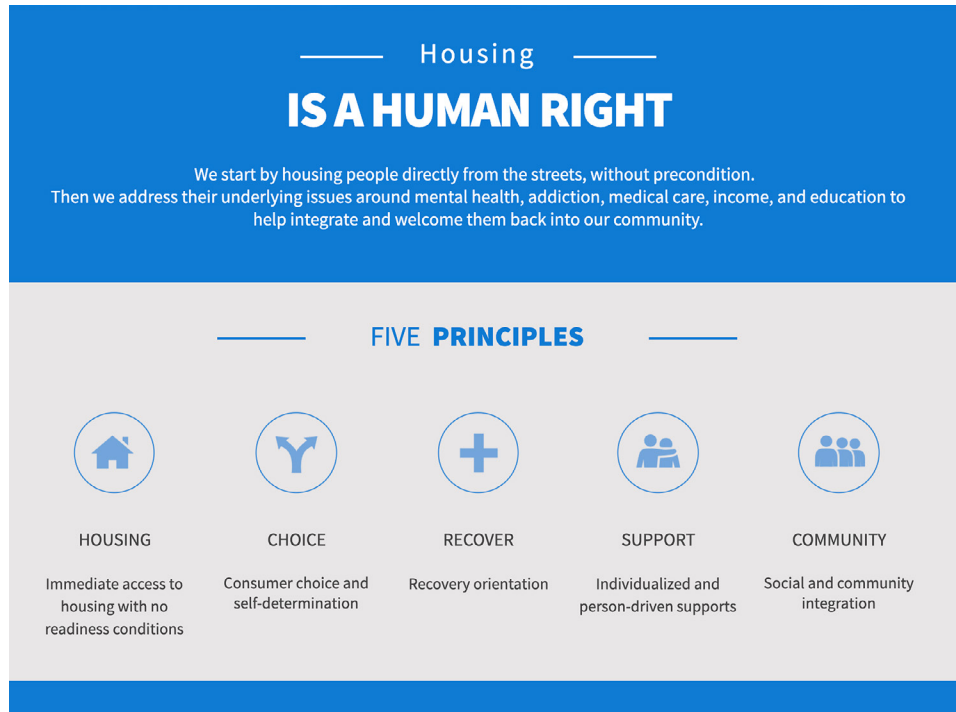 Housing
IS A HUMAN RIGHT
We start by housing people directly from the streets, without precondition.
Then we address their underlying issues around mental health, addiction, medical care, income, and education to
help integrate and welcome them back into our community.
FIVE PRINCIPLES
HOUSING
Immediate access to
housing with no
readiness conditions
CHOICE
Consumer choice and
self-determination
RECOVER
Recovery orientation
SUPPORT
Individualized and
person-driven supports
COMMUNITY
Social and community
integration